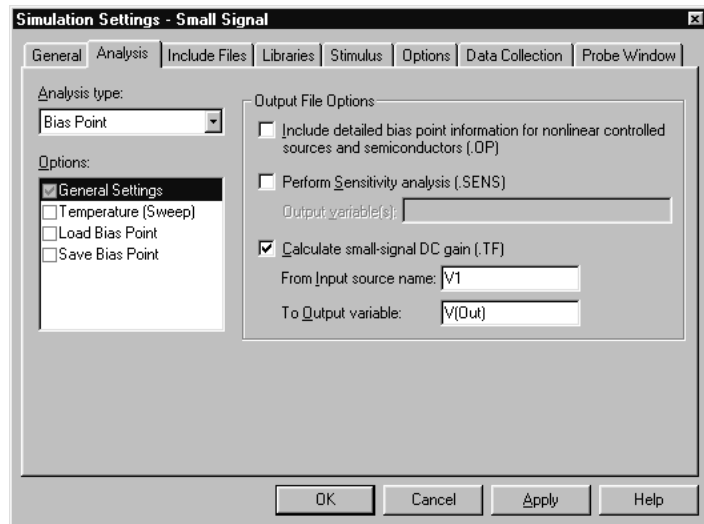 Simulation Settings - Small Signal
General
Analysis
Include Files
Libraries
Stimulus
Options
Data Collection
Probe Window
Analysis type:
Bias Point
Options:
General Settings
Temperature (Sweep)
Load Bias Point
Save Bias Point
Output File Options
Include detailed bias point information for nonlinear controlled
sources and semiconductors (.OP)
Perform Sensitivity analysis (.SENS)
Output variable(s):
Calculate small-signal DC gain (.TF)
From Input source name: V1
To Output variable: V(Out)
OK
Cancel
Apply
Help